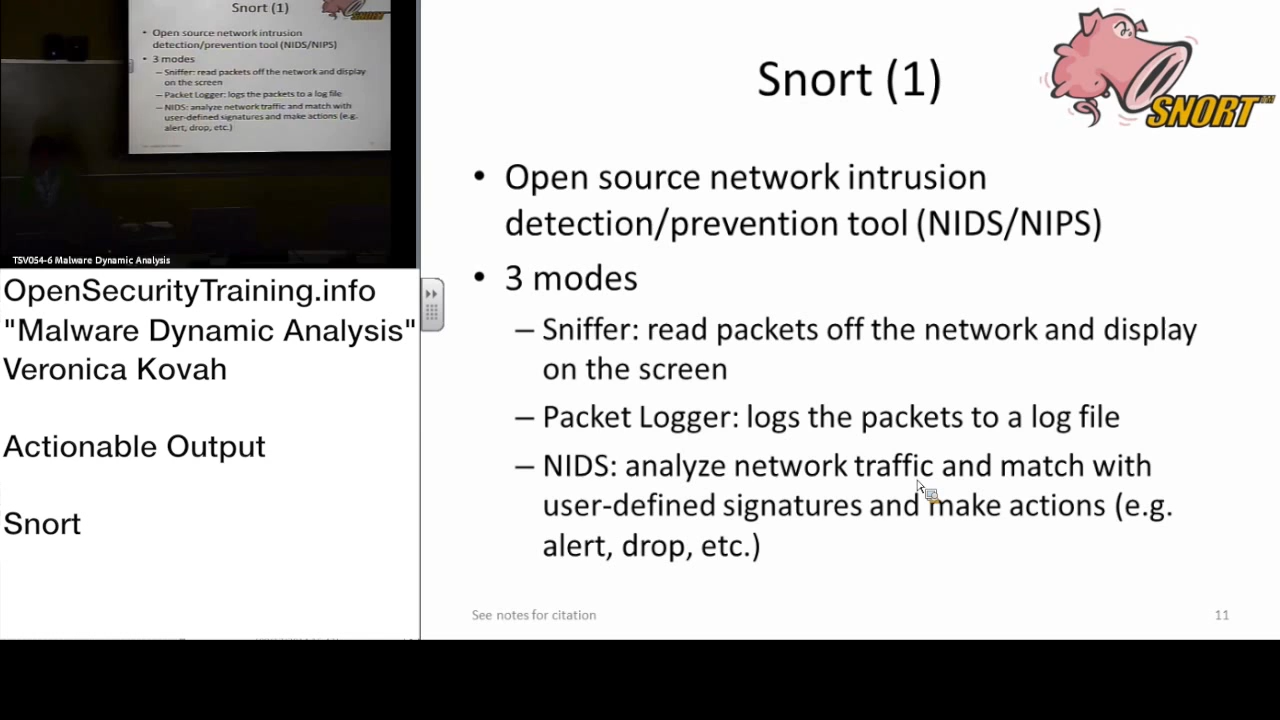 Snort (1)
• Open source network intrusion
detection/prevention tool (NIDS/NIPS)
• 3 modes
– Sniffer: read packets off the network and display
on the screen
– Packet Logger: logs the packets to a log file
– NIDS: analyze network traffic and match with
user-defined signatures and make actions (e.g.
alert, drop, etc.)
TSV054-6 Malware Dynamic Analysis
OpenSecurityTraining.info
"Malware Dynamic Analysis"
Veronica Kovah
Actionable Output
Snort
Snort (1)
SNORT™
• Open source network intrusion
detection/prevention tool (NIDS/NIPS)
• 3 modes
– Sniffer: read packets off the network and display
on the screen
– Packet Logger: logs the packets to a log file
– NIDS: analyze network traffic and match with
user-defined signatures and make actions (e.g.
alert, drop, etc.)
See notes for citation
11